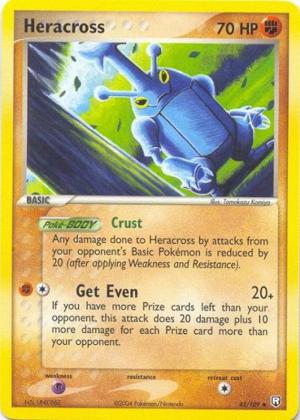 Heracross 70 HP
Illus. Tomokazu Komiya
BASIC
Poké-BODY Crust
Any damage done to Heracross by attacks from
your opponent's Basic Pokémon is reduced by
20 (after applying Weakness and Resistance).
Get Even 20+
If you have more Prize cards left than your
opponent, this attack does 20 damage plus 10
more damage for each Prize card more than
your opponent.
weakness resistance retreat cost
©2004 Pokémon/Nintendo
R